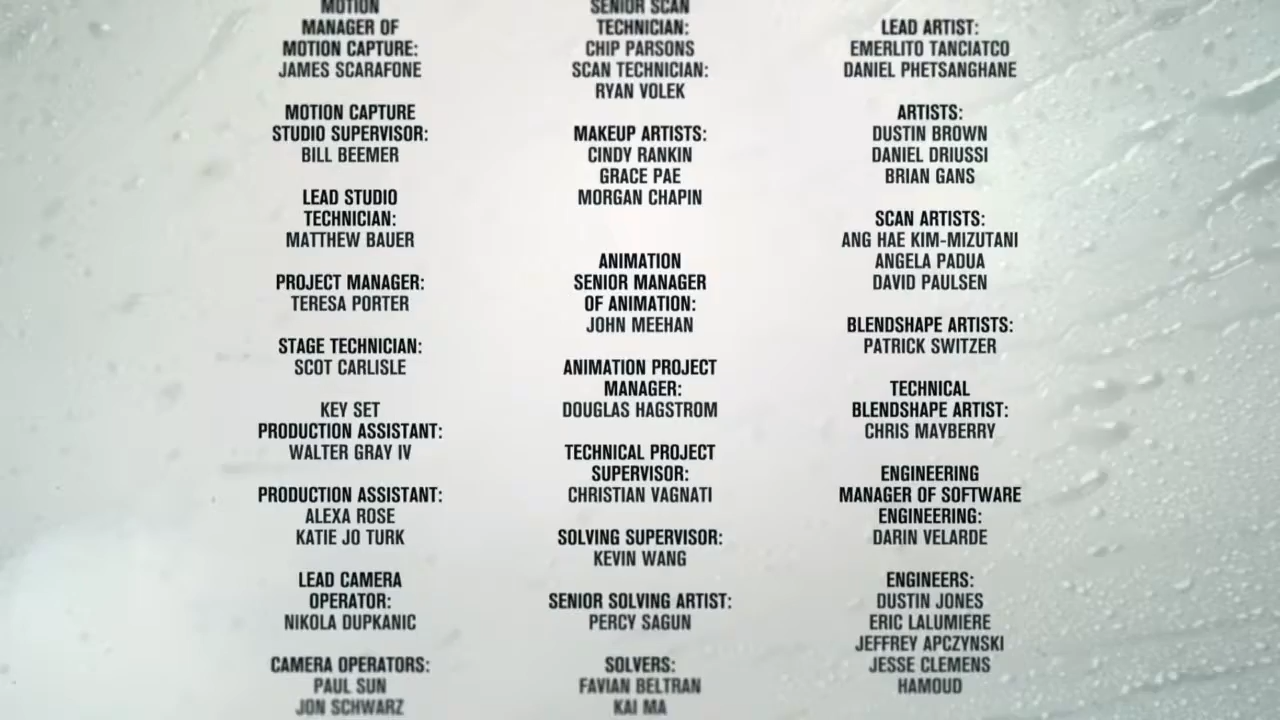 MOTION
MANAGER OF
MOTION CAPTURE:
JAMES SCARAFONE
MOTION CAPTURE
STUDIO SUPERVISOR:
BILL BEEMER
LEAD STUDIO
TECHNICIAN:
MATTHEW BAUER
PROJECT MANAGER:
TERESA PORTER
STAGE TECHNICIAN:
SCOT CARLISLE
KEY SET
PRODUCTION ASSISTANT:
WALTER GRAY IV
PRODUCTION ASSISTANT:
ALEXA ROSE
KATIE JO TURK
LEAD CAMERA
OPERATOR:
NIKOLA DUPKANIC
CAMERA OPERATORS:
PAUL SUN
JON SCHWARZ
SENIOR SCAN
TECHNICIAN:
CHIP PARSONS
SCAN TECHNICIAN:
RYAN VOLEK
MAKEUP ARTISTS:
CINDY RANKIN
GRACE PAE
MORGAN CHAPIN
ANIMATION
SENIOR MANAGER
OF ANIMATION:
JOHN MEEHAN
ANIMATION PROJECT
MANAGER:
DOUGLAS HAGSTROM
TECHNICAL PROJECT
SUPERVISOR:
CHRISTIAN VAGNATI
SOLVING SUPERVISOR:
KEVIN WANG
SENIOR SOLVING ARTIST:
PERCY SAGUN
SOLVERS:
FAVIAN BELTRAN
KAI MA
LEAD ARTIST:
EMERLITO TANCIATCO
DANIEL PHETSANGHANE
ARTISTS:
DUSTIN BROWN
DANIEL DRIUSSI
BRIAN GANS
SCAN ARTISTS:
ANG HAE KIM-MIZUTANI
ANGELA PADUA
DAVID PAULSEN
BLENDSHAPE ARTISTS:
PATRICK SWITZER
TECHNICAL
BLENDSHAPE ARTIST:
CHRIS MAYBERRY
ENGINEERING
MANAGER OF SOFTWARE
ENGINEERING:
DARIN VELARDE
ENGINEERS:
DUSTIN JONES
ERIC LALUMIERE
JEFFREY APCZYNSKI
JESSE CLEMENS
HAMOUD